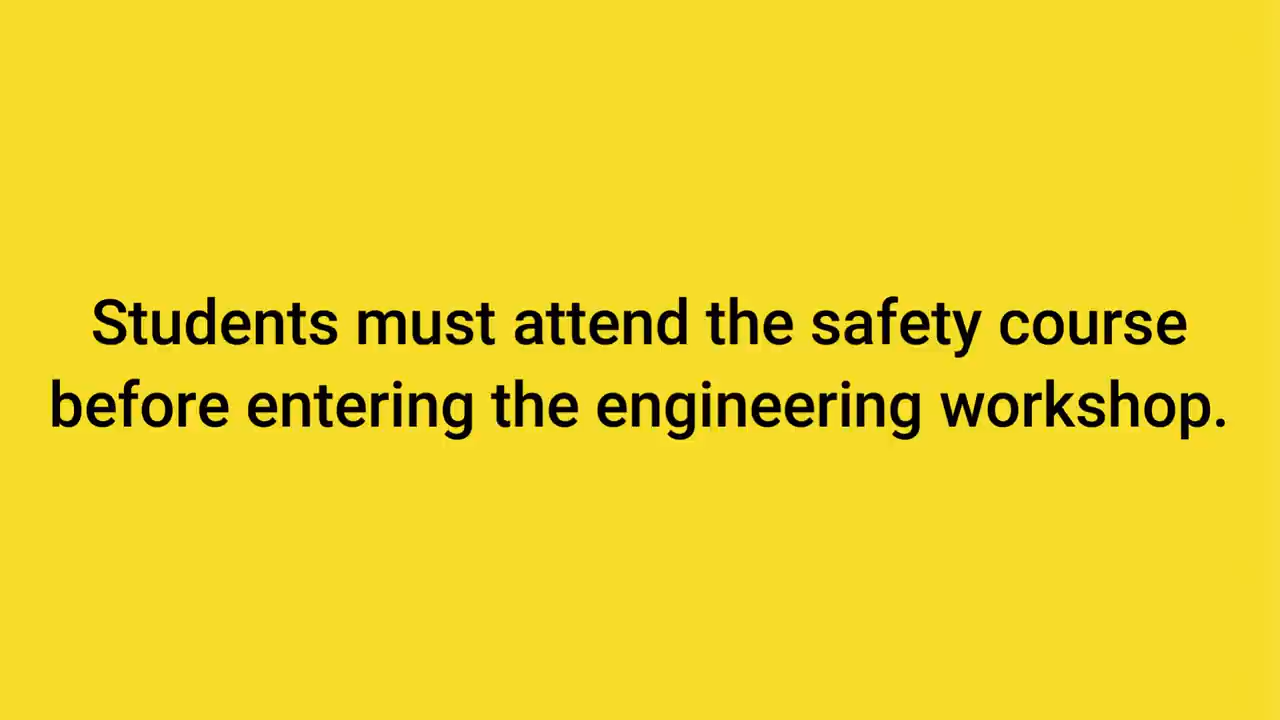 Students must attend the safety course
before entering the engineering workshop.